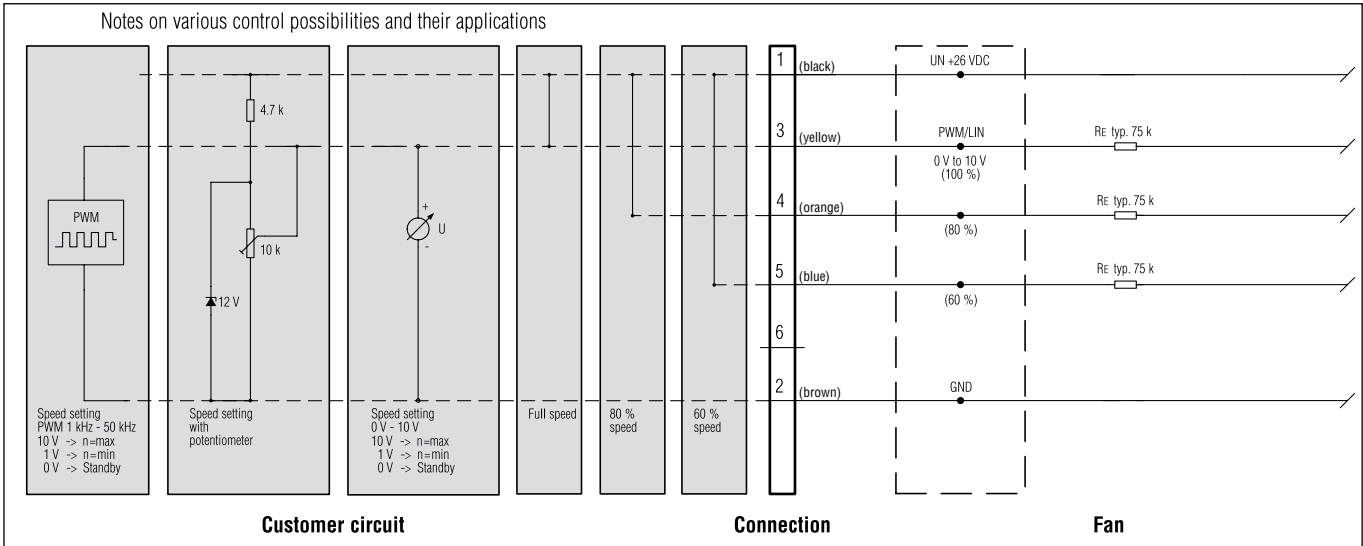 Notes on various control possibilities and their applications
PWM
Speed setting
PWM 1 kHz - 50 kHz
10 V -> n=max
1 V -> n=min
0 V -> Standby
4.7 k
10 k
12 V
Speed setting
with
potentiometer
+
U
-
Speed setting
0 V - 10 V
10 V -> n=max
1 V -> n=min
0 V -> Standby
Full speed
80 %
speed
60 %
speed
1 (black)
3 (yellow)
4 (orange)
5 (blue)
6
2 (brown)
UN +26 VDC
PWM/LIN
0 V to 10 V
(100 %)
(80 %)
(60 %)
GND
RE typ. 75 k
RE typ. 75 k
RE typ. 75 k
Customer circuit
Connection
Fan